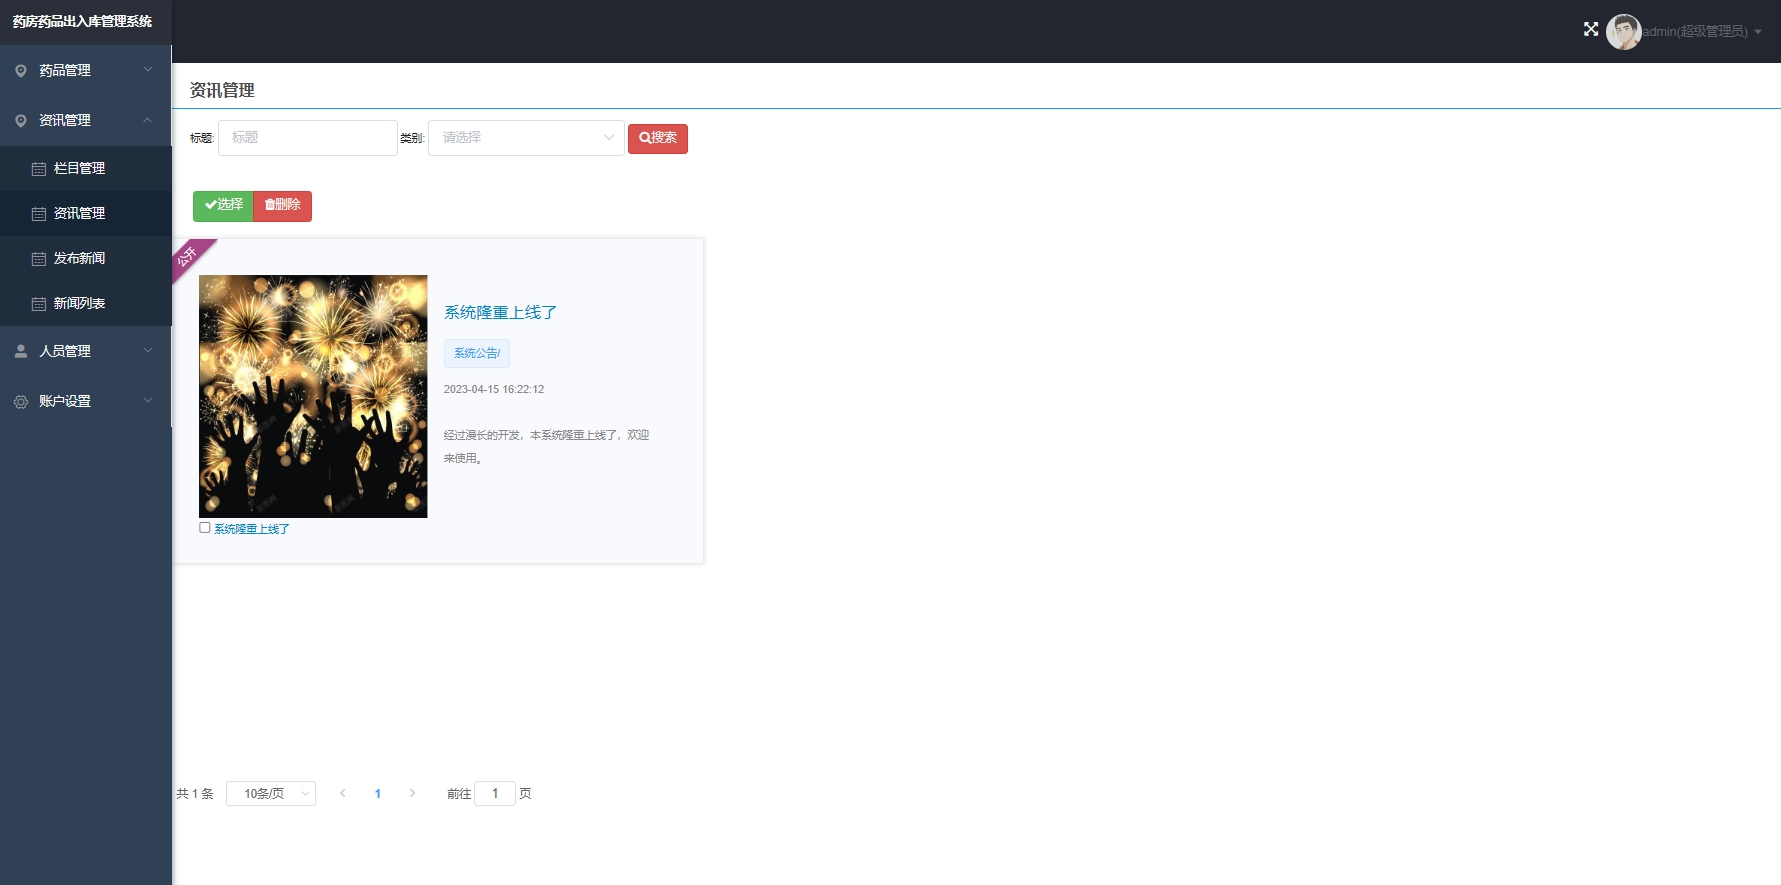 药房药品出入库管理系统
admin(超级管理员)
药品管理
资讯管理
栏目管理
资讯管理
发布新闻
新闻列表
人员管理
账户设置
资讯管理
标题: 标题 类别: 请选择 搜索
选择 删除
公开
系统隆重上线了
系统公告/
2023-04-15 16:22:12
经过漫长的开发，本系统隆重上线了，欢迎
来使用。
系统隆重上线了
共 1 条 10条/页 1 前往 1 页